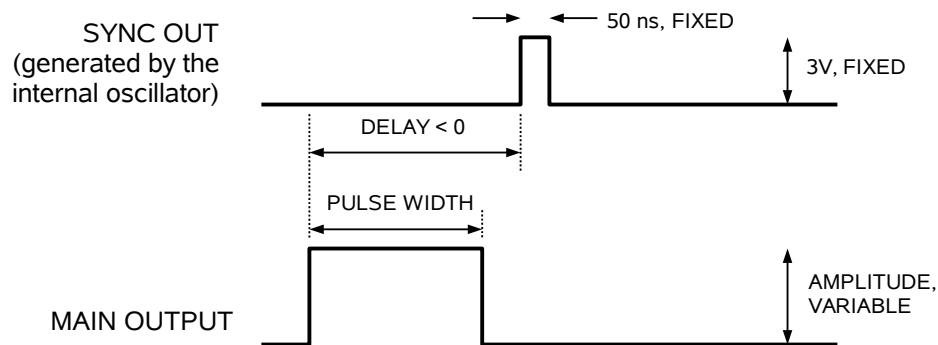 50 ns, FIXED
SYNC OUT
(generated by the
internal oscillator)
3V, FIXED
DELAY < 0
PULSE WIDTH
AMPLITUDE,
VARIABLE
MAIN OUTPUT